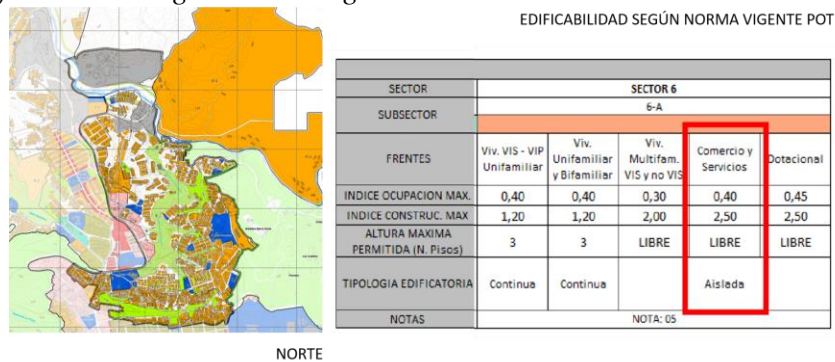 EDIFICABILIDAD SEGÚN NORMA VIGENTE POT
SECTOR SECTOR 6
SUBSECTOR 6-A
FRENTES Viv. VIS - VIP Unifamiliar Viv. Unifamiliar y Bifamiliar Viv. Multifam. VIS y no VIS Comercio y Servicios Dotacional
INDICE OCUPACION MAX. 0,40 0,40 0,30 0,40 0,45
INDICE CONSTRUC. MAX 1,20 1,20 2,00 2,50 2,50
ALTURA MAXIMA PERMITIDA (N. Pisos) 3 3 LIBRE LIBRE LIBRE
TIPOLOGIA EDIFICATORIA Continua Continua Aislada
NOTAS NOTA: 05
NORTE